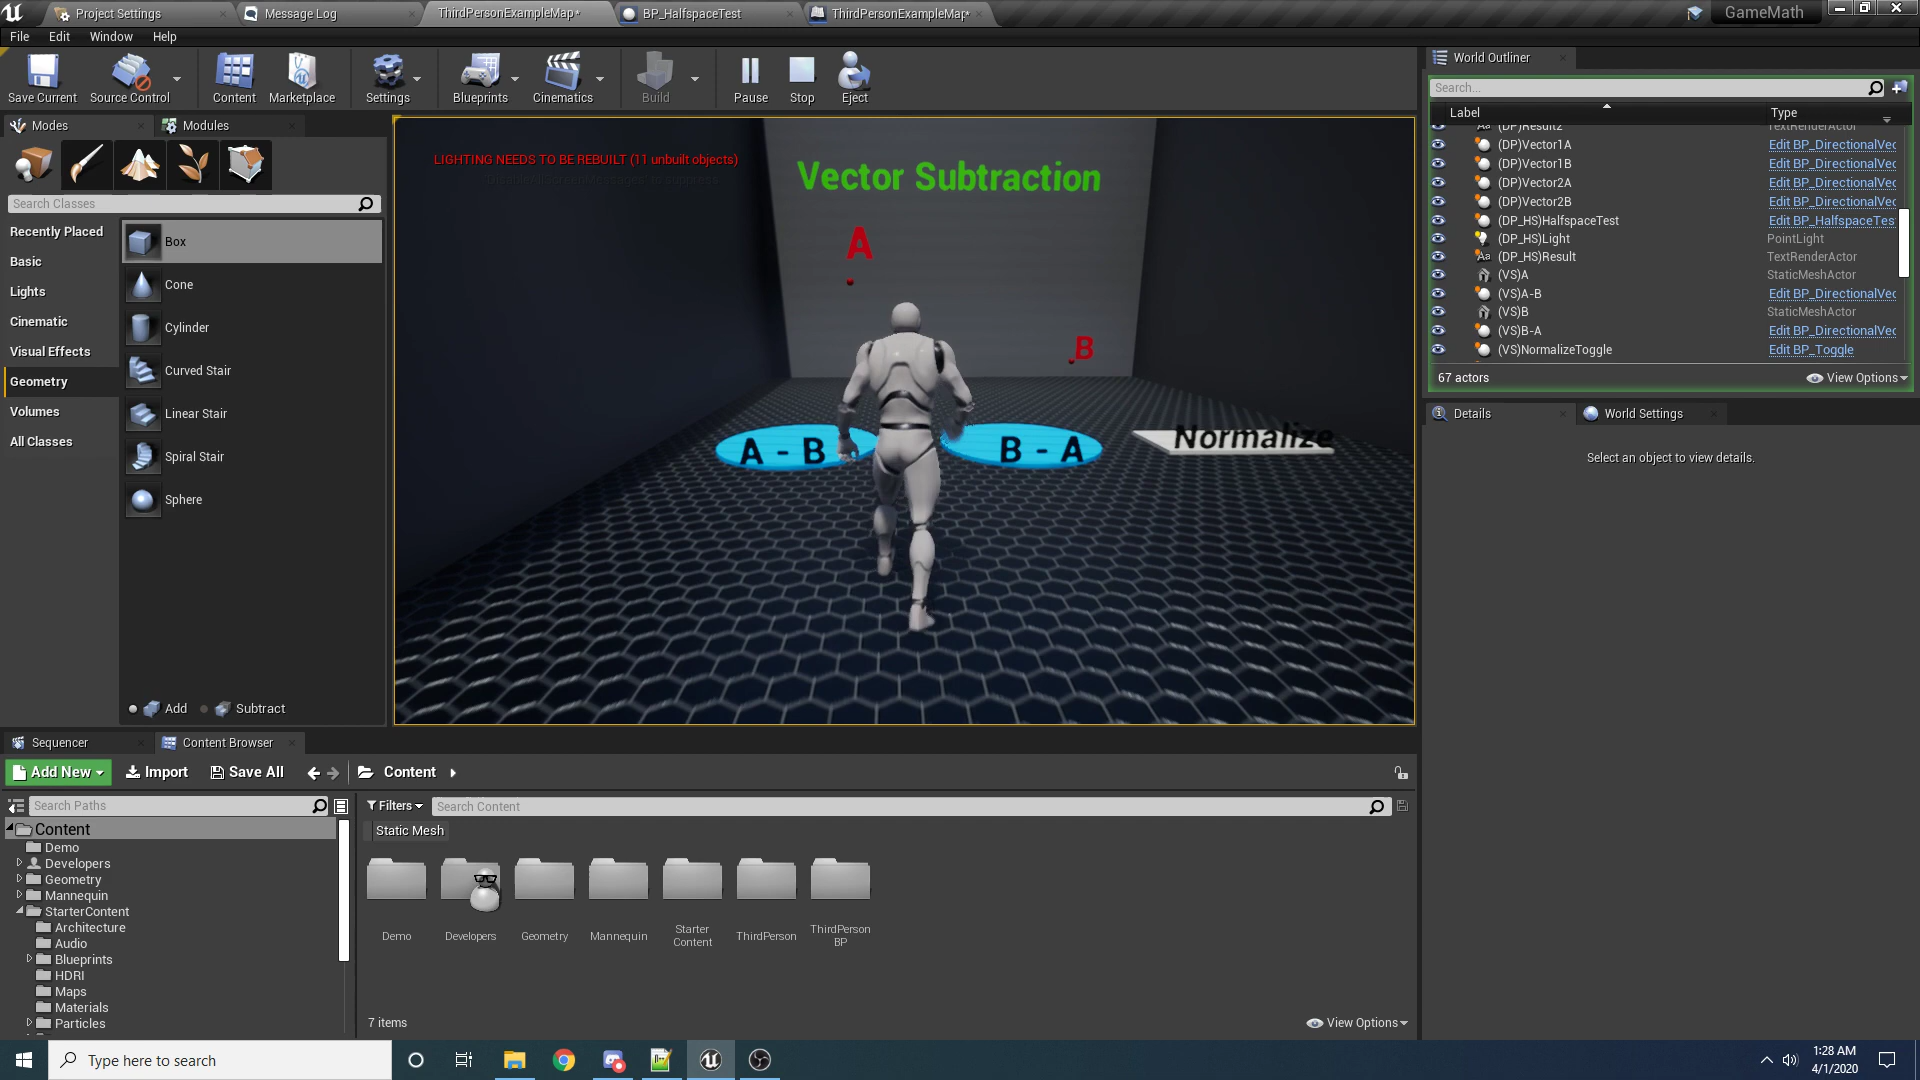 Project Settings
Message Log
ThirdPersonExampleMap*
BP_HalfspaceTest
ThirdPersonExampleMap*
GameMath
File Edit Window Help
Save Current
Source Control
Content
Marketplace
Settings
Blueprints
Cinematics
Build
Pause
Stop
Eject
Modes
Modules
Search Classes
Recently Placed
Basic
Lights
Cinematic
Visual Effects
Geometry
Volumes
All Classes
Box
Cone
Cylinder
Curved Stair
Linear Stair
Spiral Stair
Sphere
Add
Subtract
LIGHTING NEEDS TO BE REBUILT (11 unbuilt objects)
'DisableAllScreenMessages' to suppress
Vector Subtraction
A
B
A - B
B - A
Normalize
World Outliner
Search...
Label Type
(DP)Result2 TextRenderActor
(DP)Vector1A Edit BP_DirectionalVec
(DP)Vector1B Edit BP_DirectionalVec
(DP)Vector2A Edit BP_DirectionalVec
(DP)Vector2B Edit BP_DirectionalVec
(DP_HS)HalfspaceTest Edit BP_HalfspaceTes
(DP_HS)Light PointLight
(DP_HS)Result TextRenderActor
(VS)A StaticMeshActor
(VS)A-B Edit BP_DirectionalVec
(VS)B StaticMeshActor
(VS)B-A Edit BP_DirectionalVec
(VS)NormalizeToggle Edit BP_Toggle
67 actors
View Options
Details
World Settings
Select an object to view details.
Sequencer
Content Browser
Add New
Import
Save All
Content
Search Paths
Content
Demo
Developers
Geometry
Mannequin
StarterContent
Architecture
Audio
Blueprints
HDRI
Maps
Materials
Particles
Filters
Search Content
Static Mesh
Demo
Developers
Geometry
Mannequin
Starter
Content
ThirdPerson
ThirdPerson
BP
7 items
View Options
Type here to search
1:28 AM
4/1/2020